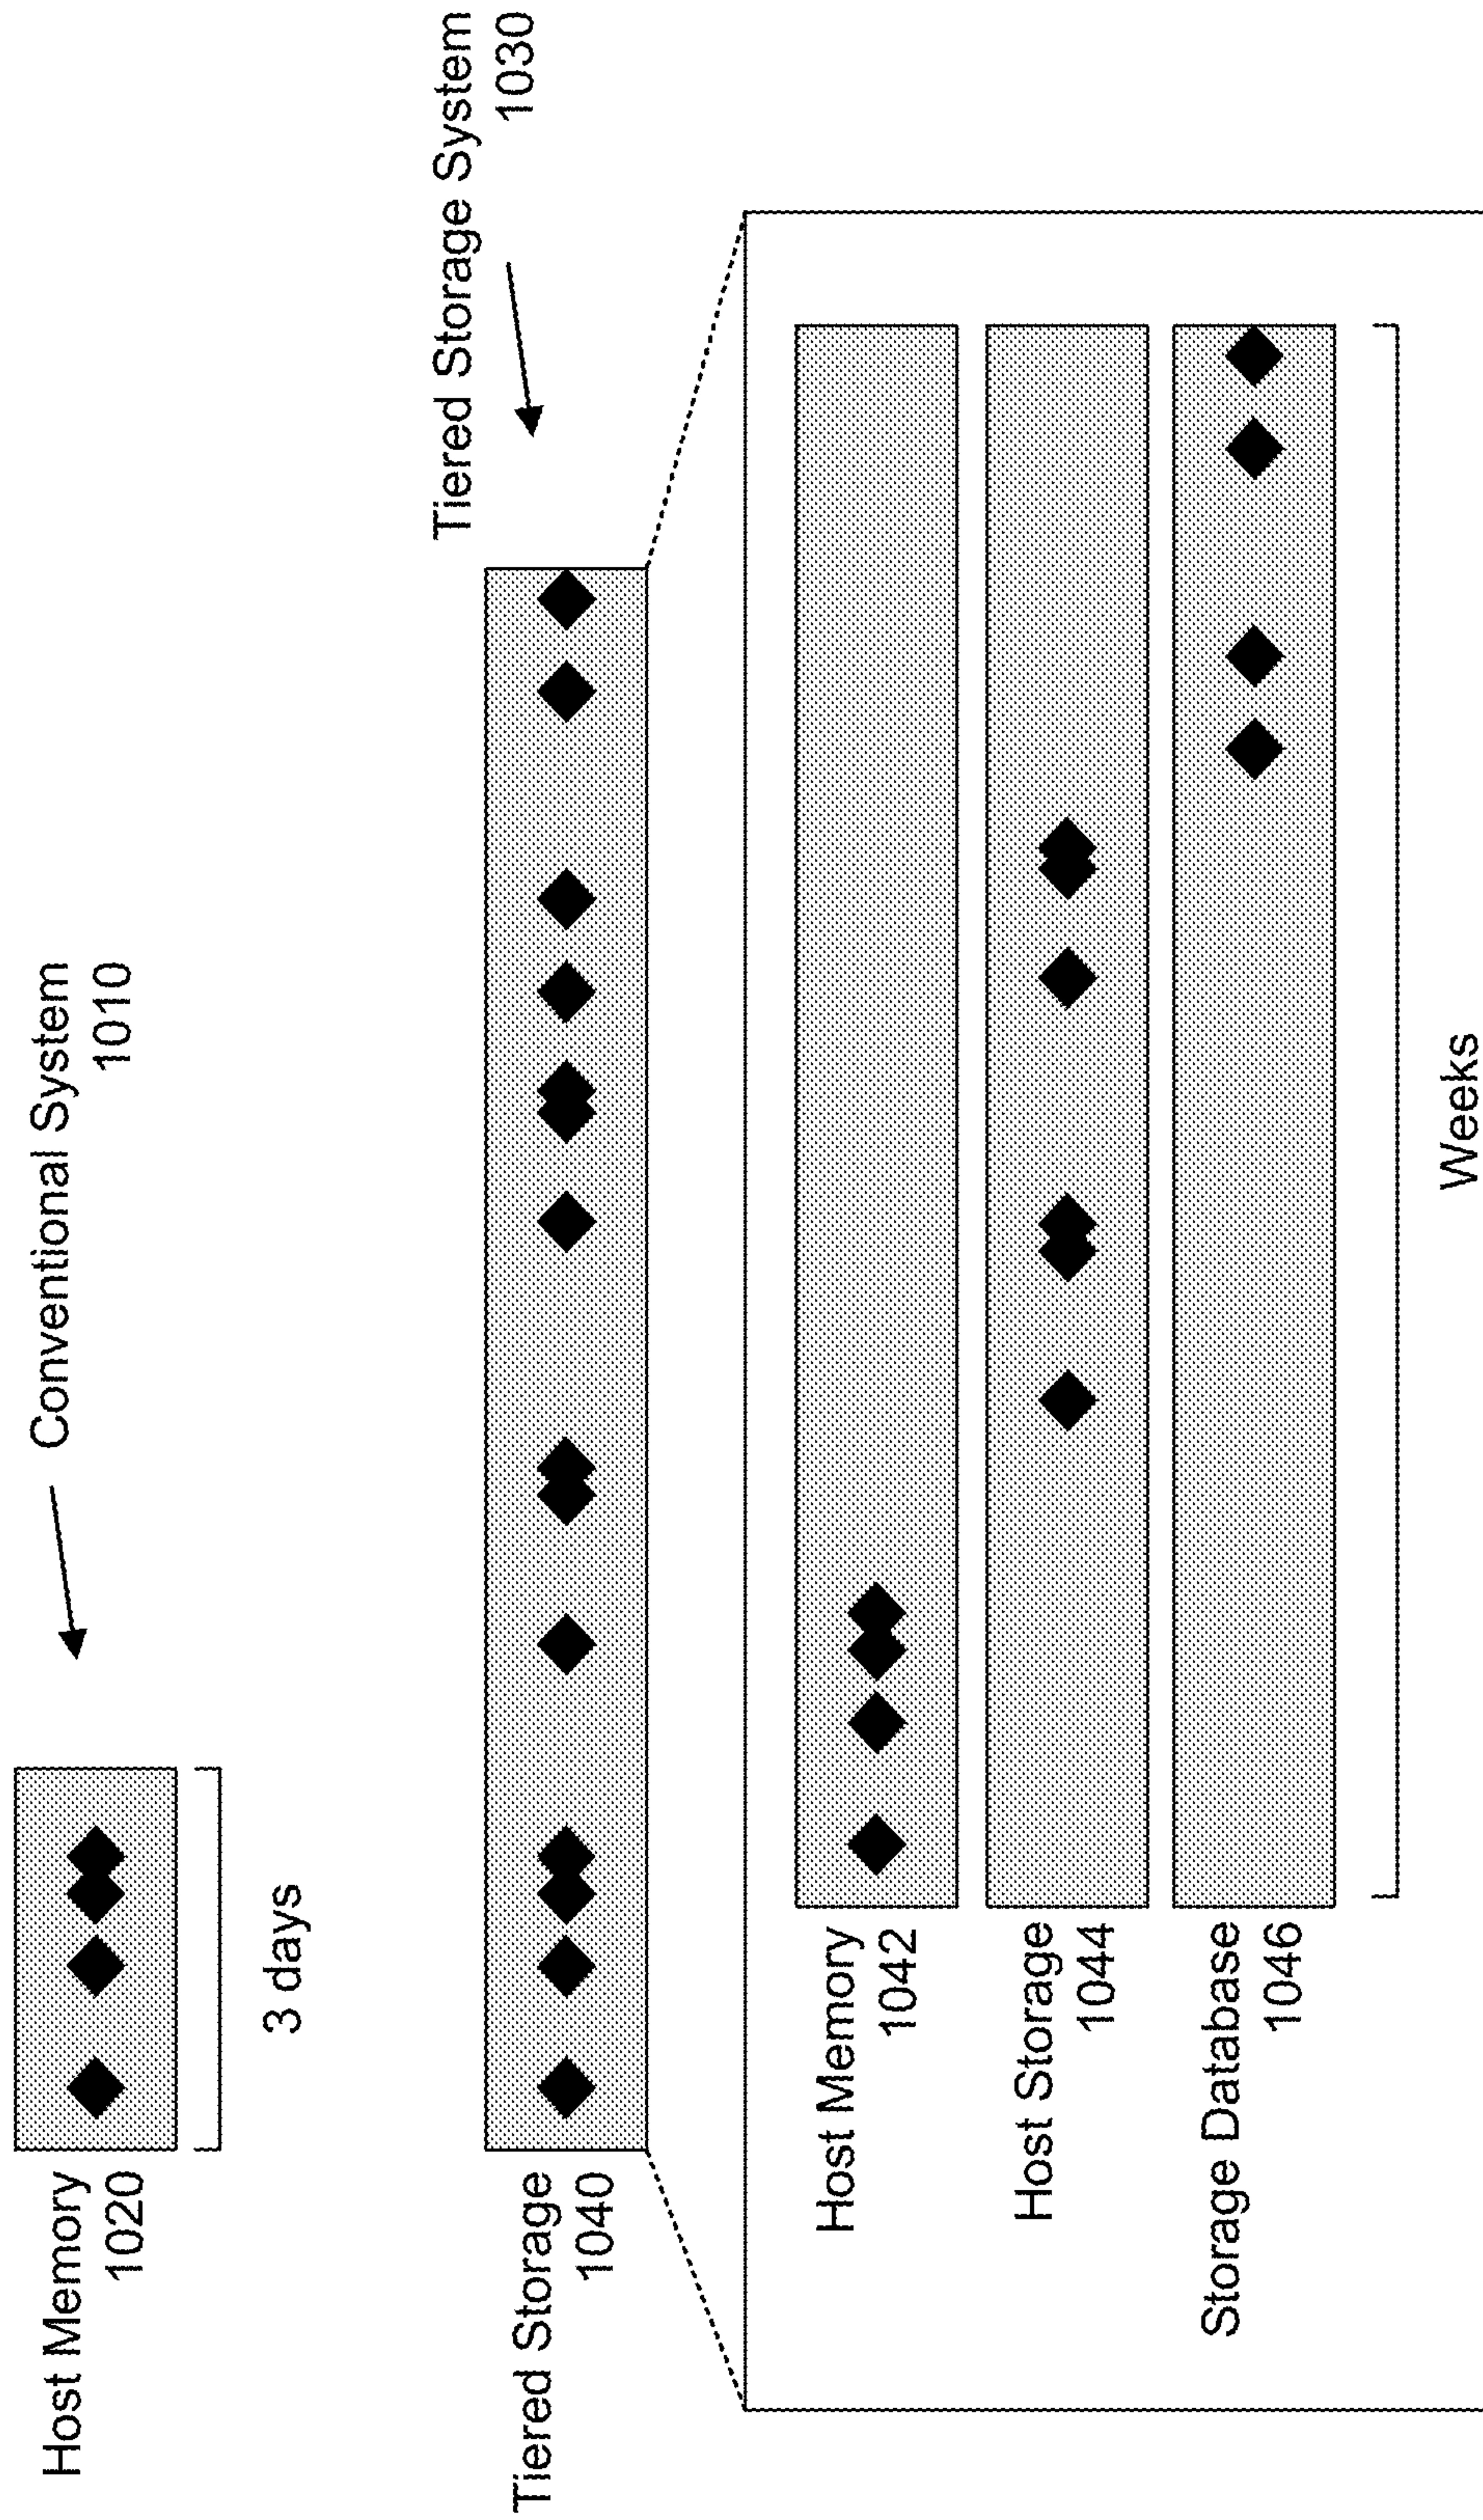 Conventional System
1010
Host Memory
1020
3 days
Tiered Storage System
1030
Tiered Storage
1040
Host Memory
1042
Host Storage
1044
Storage Database
1046
Weeks